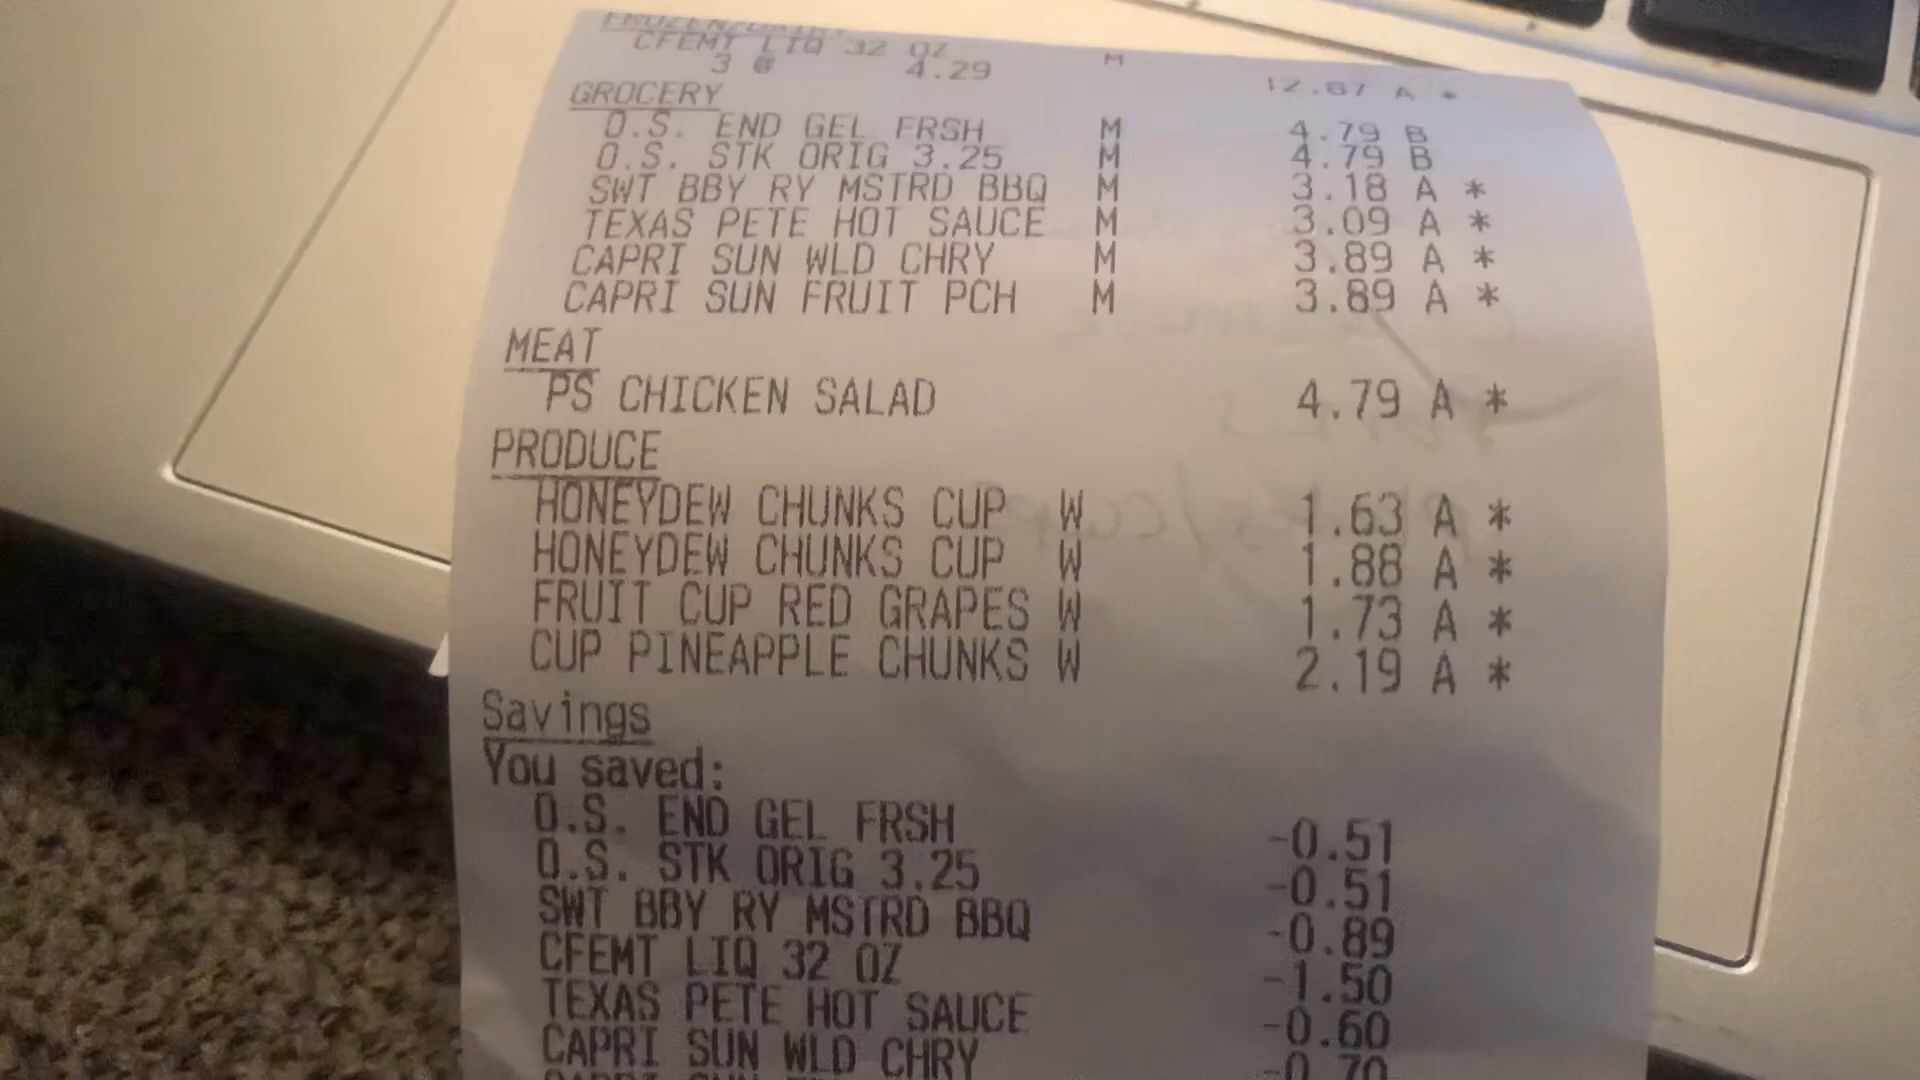 FROZEN/DAIRY
CFEMT LIQ 32 OZ M
3 @ 4.29 12.87 A *
GROCERY
O.S. END GEL FRSH M 4.79 B
O.S. STK ORIG 3.25 M 4.79 B
SWT BBY RY MSTRD BBQ M 3.18 A *
TEXAS PETE HOT SAUCE M 3.09 A *
CAPRI SUN WLD CHRY M 3.89 A *
CAPRI SUN FRUIT PCH M 3.89 A *
MEAT
PS CHICKEN SALAD 4.79 A *
PRODUCE
HONEYDEW CHUNKS CUP W 1.63 A *
HONEYDEW CHUNKS CUP W 1.88 A *
FRUIT CUP RED GRAPES W 1.73 A *
CUP PINEAPPLE CHUNKS W 2.19 A *
Savings
You saved:
O.S. END GEL FRSH -0.51
O.S. STK ORIG 3.25 -0.51
SWT BBY RY MSTRD BBQ -0.89
CFEMT LIQ 32 OZ -1.50
TEXAS PETE HOT SAUCE -0.60
CAPRI SUN WLD CHRY -0.70
CAPRI SUN